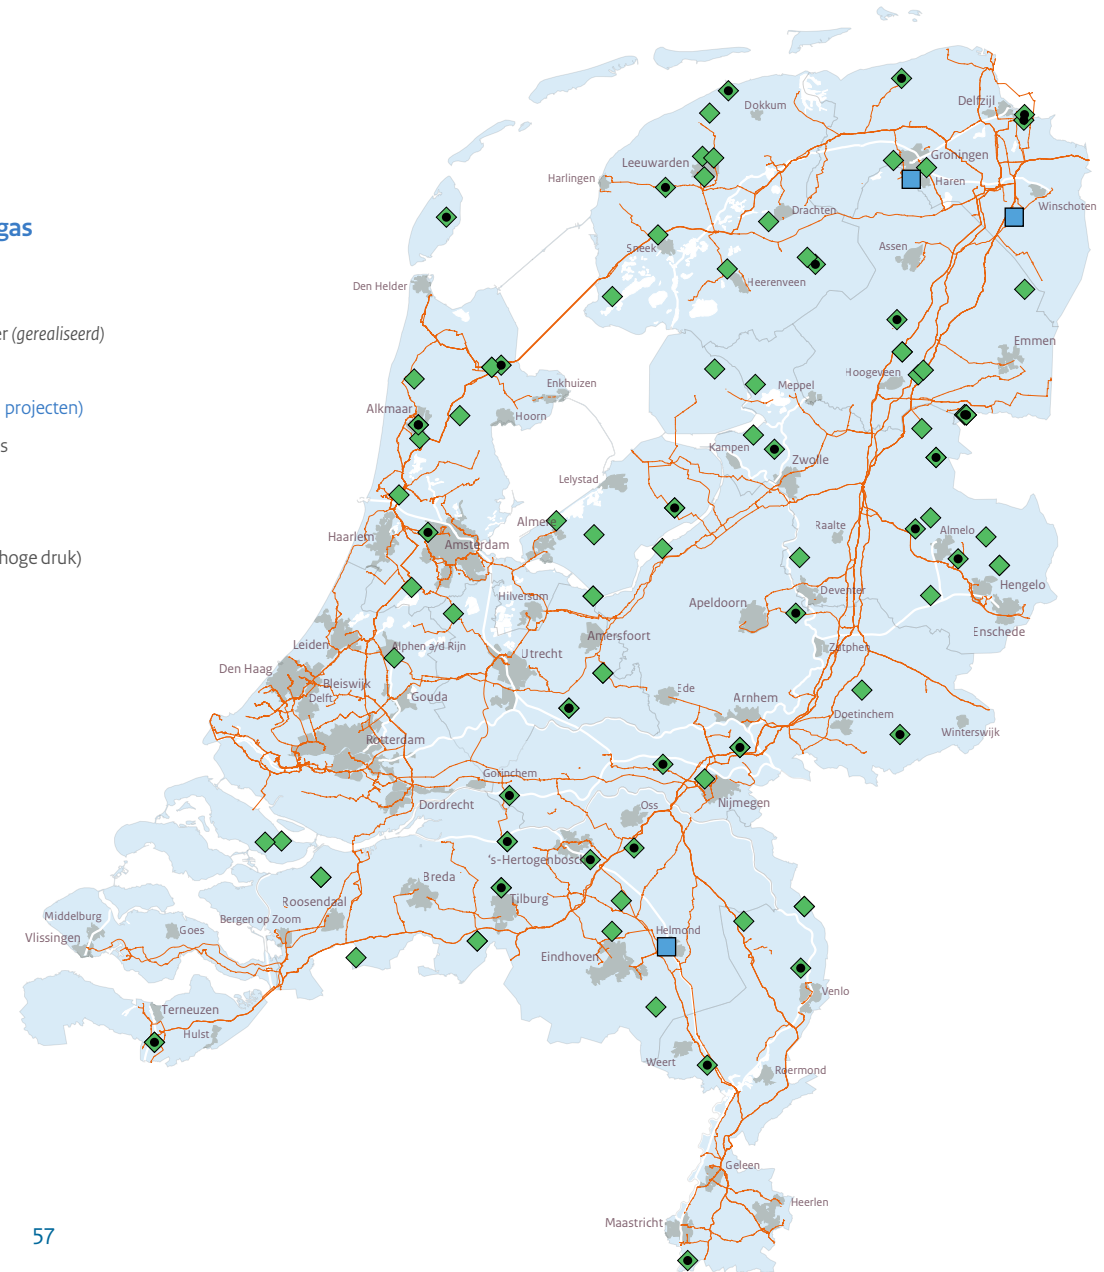 gas
er (gerealiseerd)
projecten)
s
hoge druk)
Dokkum
Delfzijl
Leeuwarden
Groningen
Harlingen
Haren
Winschoten
Drachten
Sneek
Assen
Den Helder
Heerenveen
Emmen
Hoogeveen
Enkhuizen
Meppel
Alkmaar
Hoorn
Kampen
Zwolle
Lelystad
Almere
Raalte
Almelo
Haarlem
Amsterdam
Hengelo
Deventer
Hilversum
Apeldoorn
Enschede
Amersfoort
Leiden
Alphen a/d Rijn
Zutphen
Utrecht
Den Haag
Bleiswijk
Ede
Delft
Gouda
Arnhem
Doetinchem
Winterswijk
Rotterdam
Gorinchem
Dordrecht
Oss
Nijmegen
's-Hertogenbosch
Breda
Tilburg
Roosendaal
Middelburg
Bergen op Zoom
Goes
Vlissingen
Helmond
Eindhoven
Venlo
Terneuzen
Hulst
Weert
Roermond
Geleen
Heerlen
Maastricht
57